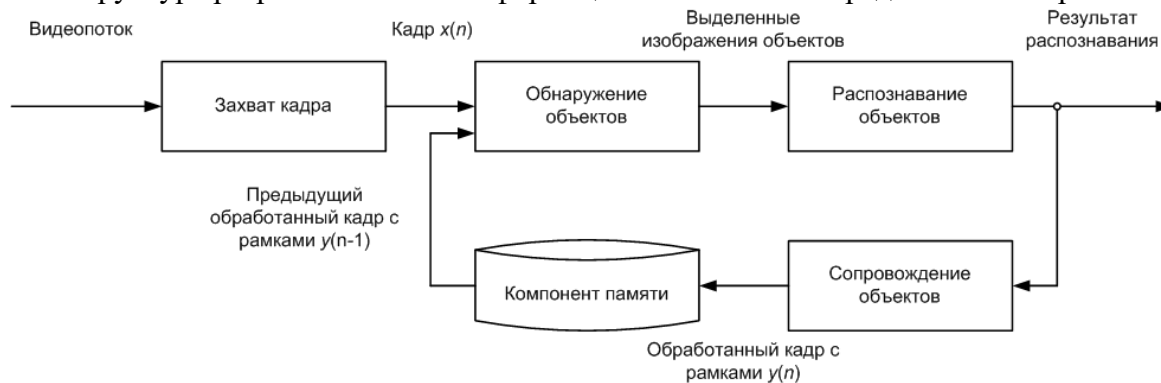 Видеопоток
Кадр x(n)
Выделенные
изображения объектов
Результат
распознавания
Захват кадра
Обнаружение
объектов
Распознавание
объектов
Предыдущий
обработанный кадр с
рамками y(n-1)
Компонент памяти
Сопровождение
объектов
Обработанный кадр с
рамками y(n)